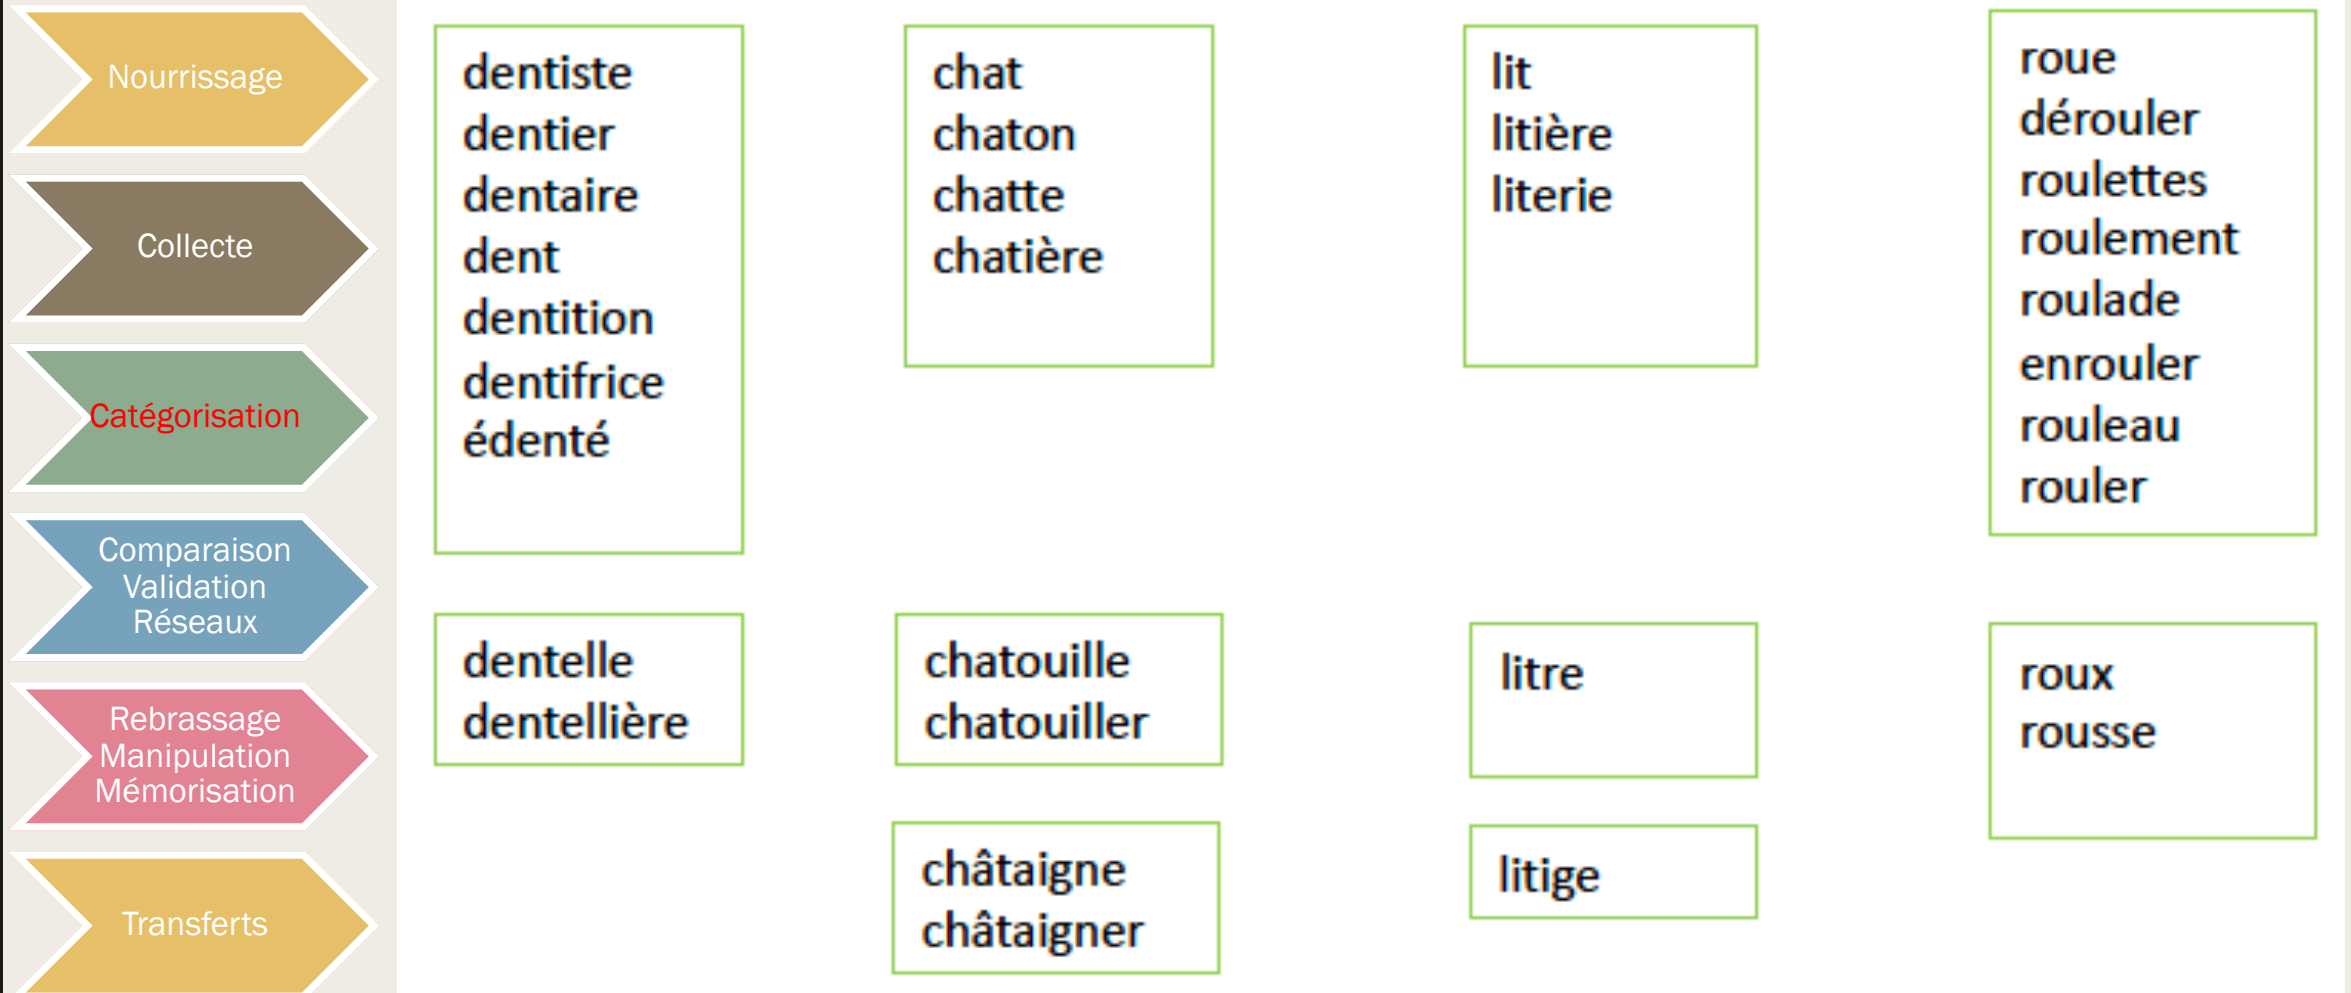 Nourrissage
Collecte
Catégorisation
Comparaison
Validation
Réseaux
Rebrassage
Manipulation
Mémorisation
Transferts
dentiste
dentier
dentaire
dent
dentition
dentifrice
édenté
chat
chaton
chatte
chatière
lit
litière
literie
roue
dérouler
roulettes
roulement
roulade
enrouler
rouleau
rouler
dentelle
dentellière
chatouille
chatouiller
litre
roux
rousse
châtaigne
châtaigner
litige